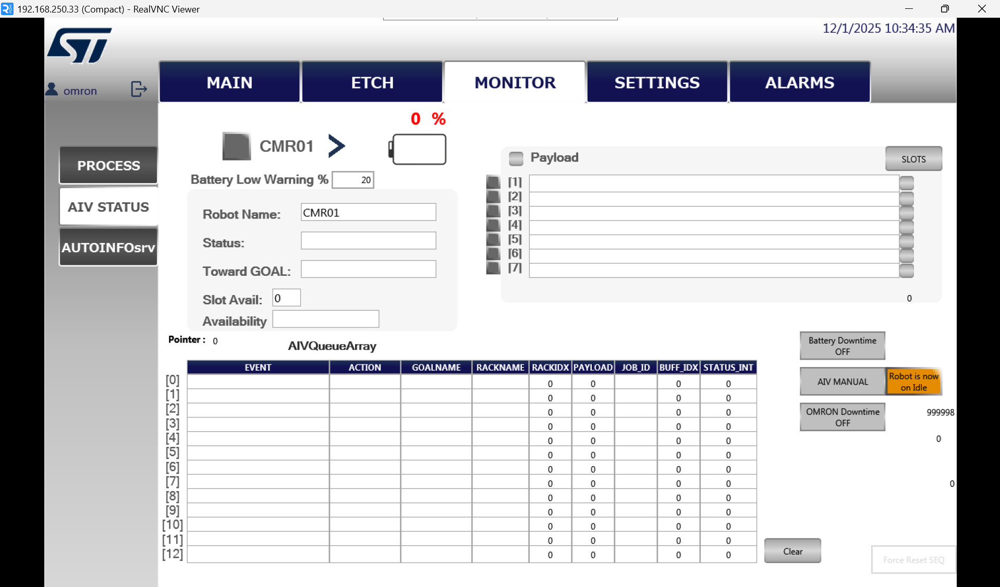 192.168.250.33 (Compact) - RealVNC Viewer
12/1/2025 10:34:35 AM
ST
omron
MAIN
ETCH
MONITOR
SETTINGS
ALARMS
PROCESS
AIV STATUS
AUTOINFOsrv
0 %
CMR01
Battery Low Warning % 20
Robot Name: CMR01
Status:
Toward GOAL:
Slot Avail: 0
Availability
Payload
SLOTS
[1]
[2]
[3]
[4]
[5]
[6]
[7]
0
Pointer : 0
AIVQueueArray
EVENT ACTION GOALNAME RACKNAME RACKIDX PAYLOAD JOB_ID BUFF_IDX STATUS_INT
[0] 0 0 0 0
[1] 0 0 0 0
[2] 0 0 0 0
[3] 0 0 0 0
[4] 0 0 0 0
[5] 0 0 0 0
[6] 0 0 0 0
[7] 0 0 0 0
[8] 0 0 0 0
[9] 0 0 0 0
[10] 0 0 0 0
[11] 0 0 0 0
[12] 0 0 0 0
Battery Downtime
OFF
AIV MANUAL
Robot is now
on Idle
OMRON Downtime
OFF
999998
0
0
Clear
Force Reset SEQ